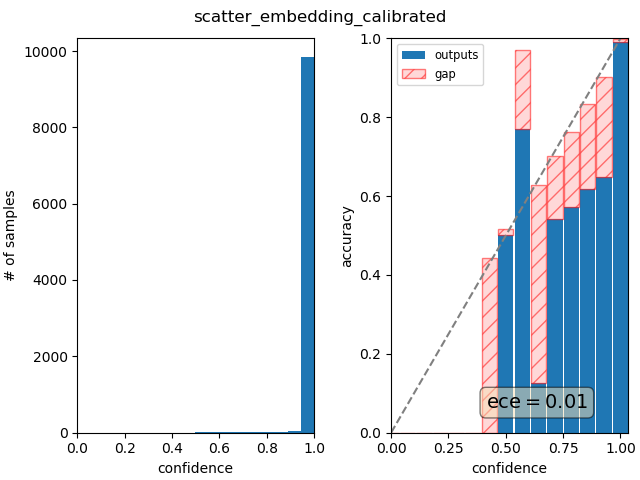 scatter_embedding_calibrated
# of samples
10000
8000
6000
4000
2000
0
0.0 0.2 0.4 0.6 0.8 1.0
confidence
accuracy
1.0
0.8
0.6
0.4
0.2
0.0
outputs
gap
ece = 0.01
0.00 0.25 0.50 0.75 1.00
confidence